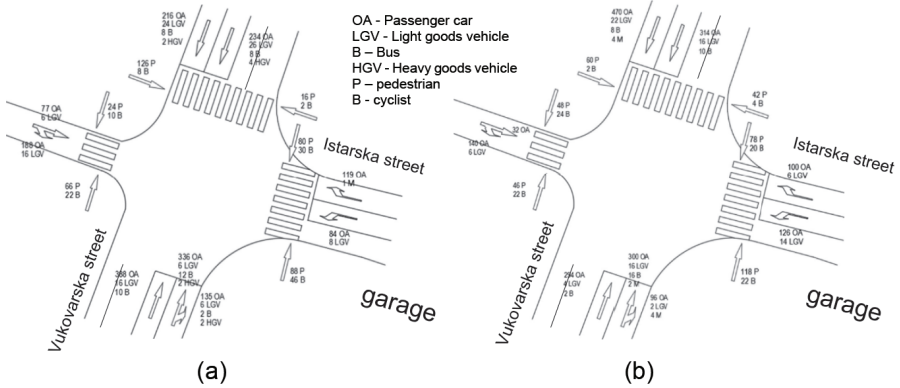 216 OA
24 LGV
8 B
2 HGV
234 OA
26 LGV
8 B
4 HGV
126 P
8 B
16 P
2 B
77 OA
6 LGV
24 P
10 B
188 OA
16 LGV
80 P
30 B
Istarska street
119 OA
1 M
66 P
22 B
84 OA
8 LGV
Vukovarska street
368 OA
16 LGV
10 B
336 OA
6 LGV
12 B
2 HGV
135 OA
6 LGV
2 B
2 HGV
88 P
46 B
garage
(a)
OA - Passenger car
LGV - Light goods vehicle
B – Bus
HGV - Heavy goods vehicle
P – pedestrian
B - cyclist
470 OA
22 LGV
8 B
4 M
314 OA
16 LGV
10 B
60 P
2 B
42 P
4 B
48 P
24 B
32 OA
140 OA
6 LGV
78 P
20 B
Istarska street
100 OA
6 LGV
46 P
22 B
126 OA
14 LGV
Vukovarska street
294 OA
4 LGV
2 B
300 OA
16 LGV
16 B
2 M
96 OA
2 LGV
4 M
118 P
22 B
garage
(b)